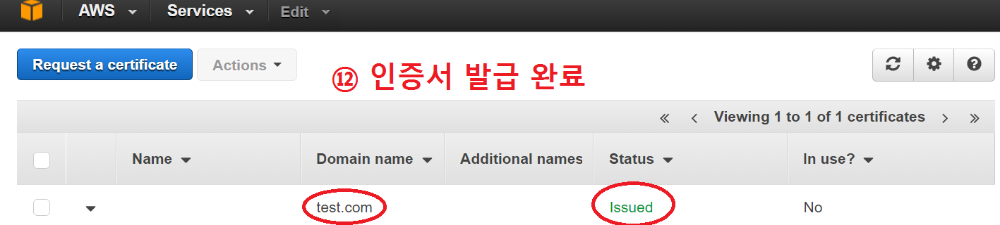 AWS Services Edit
Request a certificate Actions
⑫ 인증서 발급 완료
Viewing 1 to 1 of 1 certificates
Name Domain name Additional names Status In use?
test.com Issued No